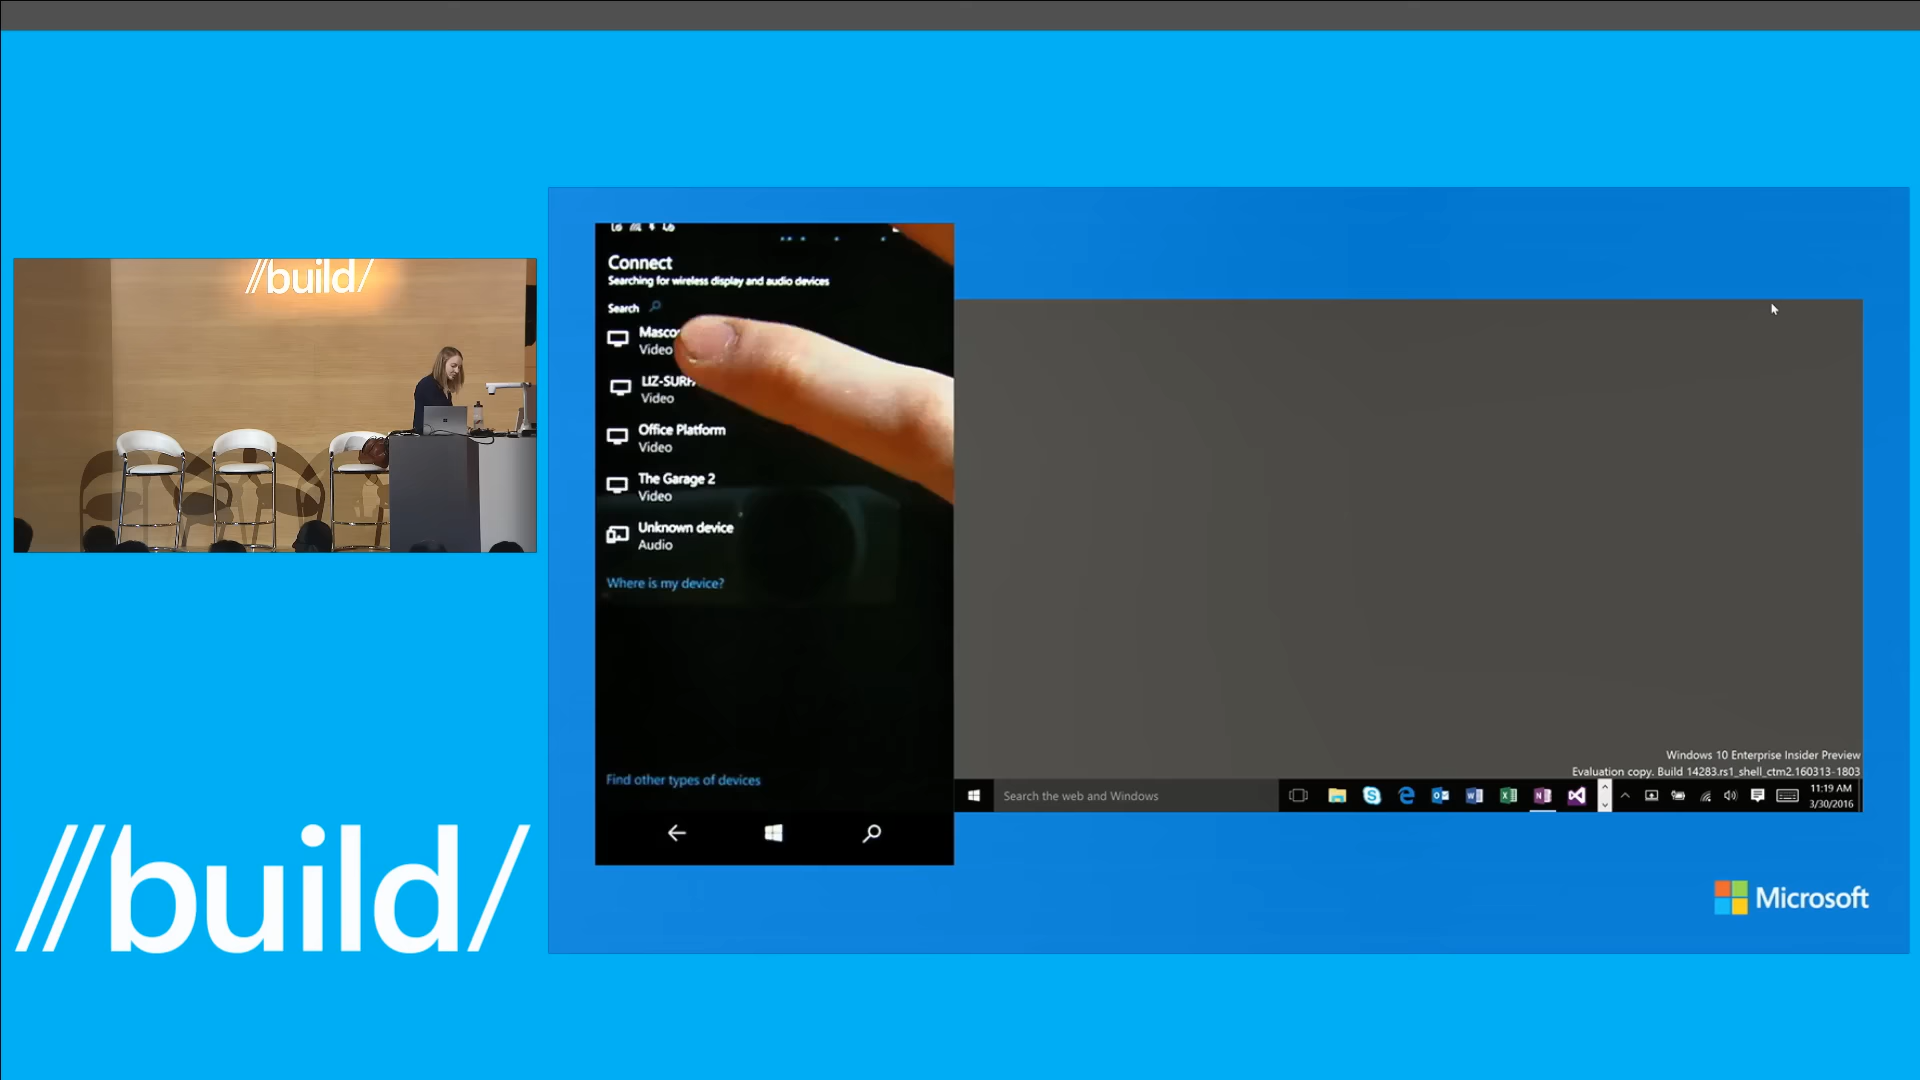 //build/
Connect
Searching for wireless display and audio devices
Search
Video
Video
Office Platform
Video
The Garage 2
Video
Unknown device
Audio
Where is my device?
Find other types of devices
Windows 10 Enterprise Insider Preview
Evaluation copy. Build 14283.rs1_shell_ctm2.160313-1803
Search the web and Windows
11:19 AM
3/30/2016
//build/
Microsoft